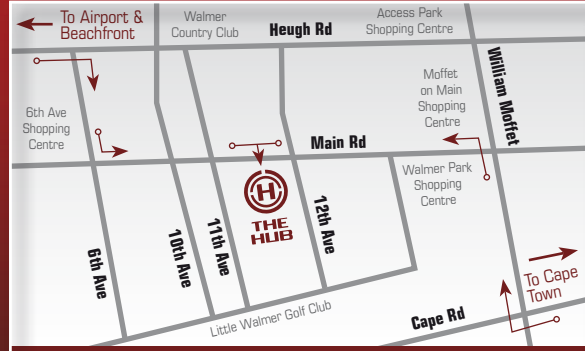 To Airport &
Beachfront
Walmer
Country Club
Heugh Rd
Access Park
Shopping Centre
William Moffet
Moffet
on Main
Shopping
Centre
6th Ave
Shopping
Centre
Main Rd
Walmer Park
Shopping
Centre
H
THE
HUB
6th Ave
10th Ave
11th Ave
12th Ave
To Cape
Town
Little Walmer Golf Club
Cape Rd